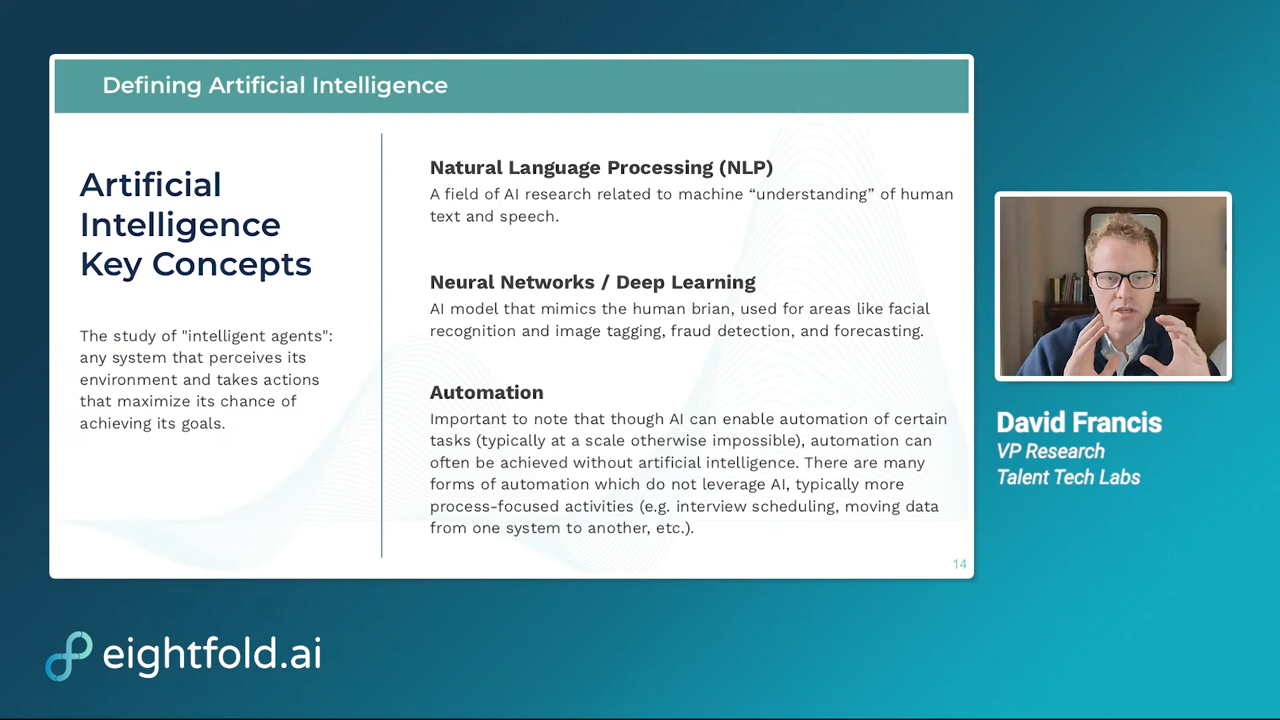 Defining Artificial Intelligence
Artificial
Intelligence
Key Concepts
The study of "intelligent agents":
any system that perceives its
environment and takes actions
that maximize its chance of
achieving its goals.
Natural Language Processing (NLP)
A field of AI research related to machine “understanding” of human
text and speech.
Neural Networks / Deep Learning
AI model that mimics the human brian, used for areas like facial
recognition and image tagging, fraud detection, and forecasting.
Automation
Important to note that though AI can enable automation of certain
tasks (typically at a scale otherwise impossible), automation can
often be achieved without artificial intelligence. There are many
forms of automation which do not leverage AI, typically more
process-focused activities (e.g. interview scheduling, moving data
from one system to another, etc.).
14
David Francis
VP Research
Talent Tech Labs
eightfold.ai